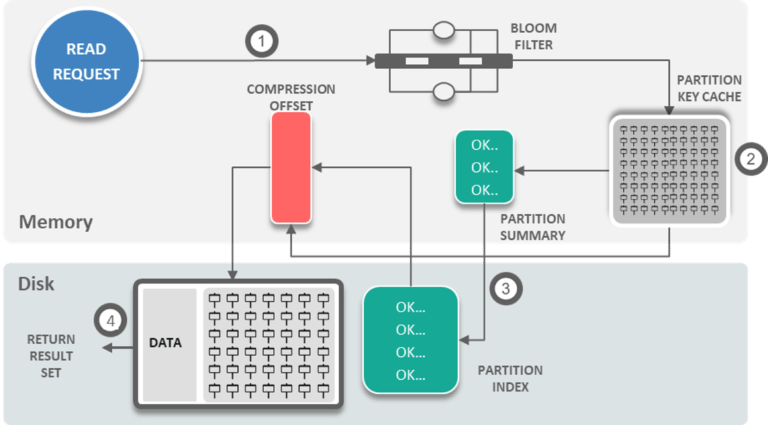 READ
REQUEST
1
BLOOM
FILTER
COMPRESSION
OFFSET
PARTITION
KEY CACHE
OK..
OK..
OK..
2
PARTITION
SUMMARY
Memory
Disk
3
4
RETURN
RESULT
SET
DATA
OK...
OK...
OK...
OK...
PARTITION
INDEX